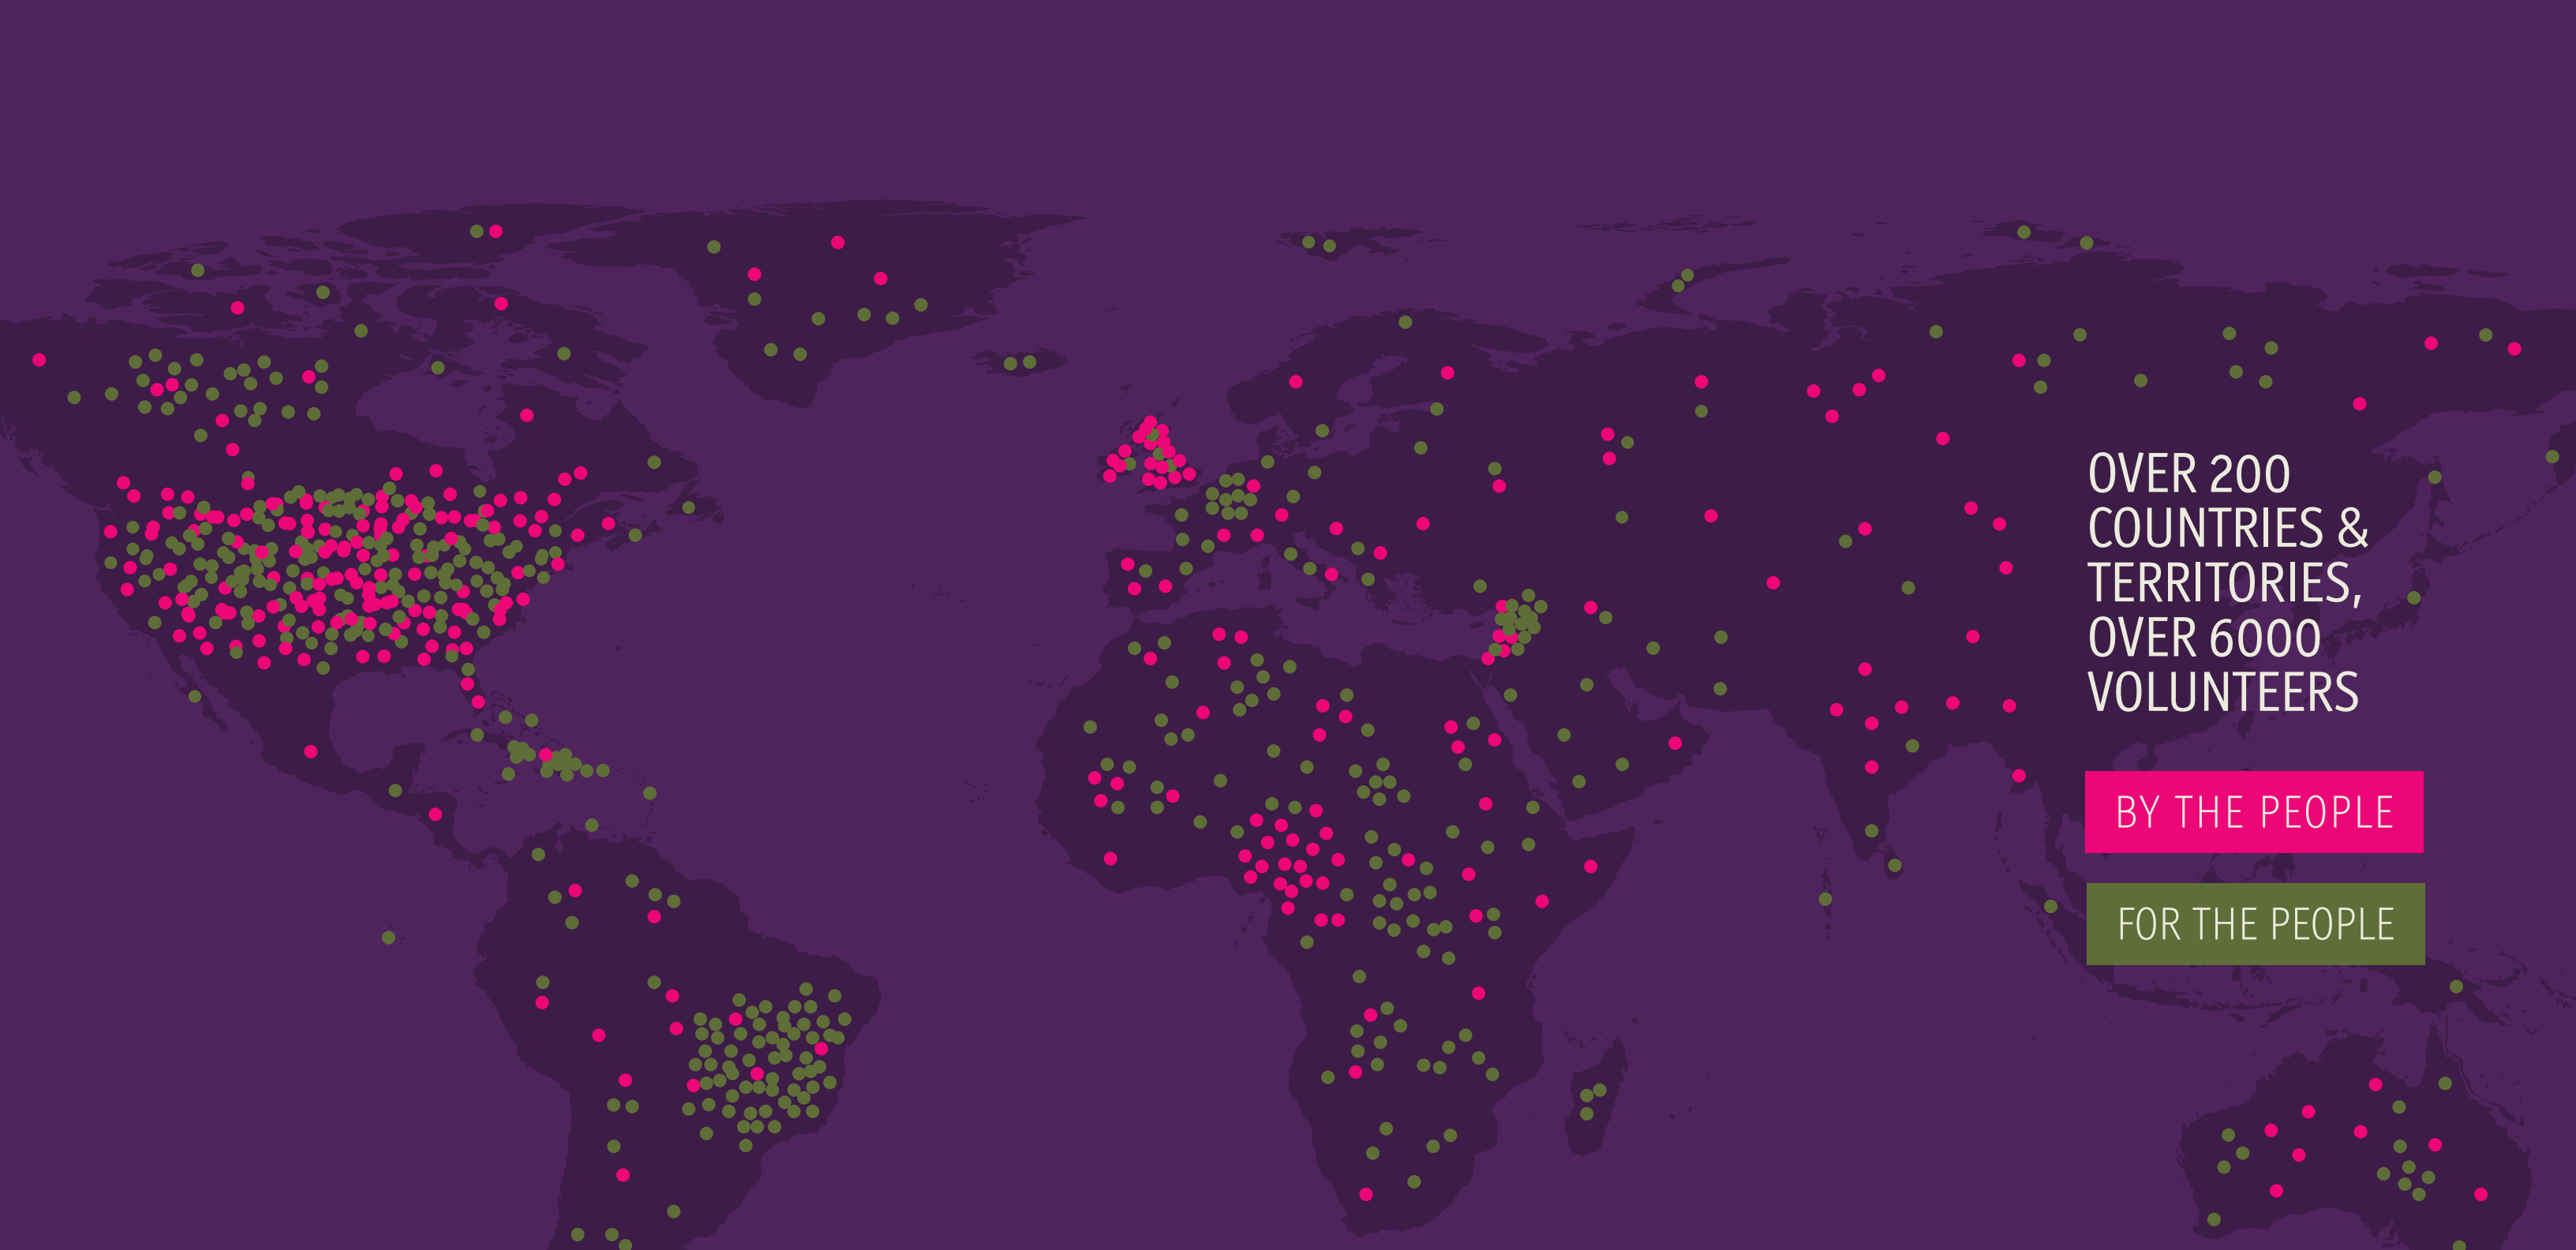 OVER 200
COUNTRIES &
TERRITORIES,
OVER 6000
VOLUNTEERS
BY THE PEOPLE
FOR THE PEOPLE